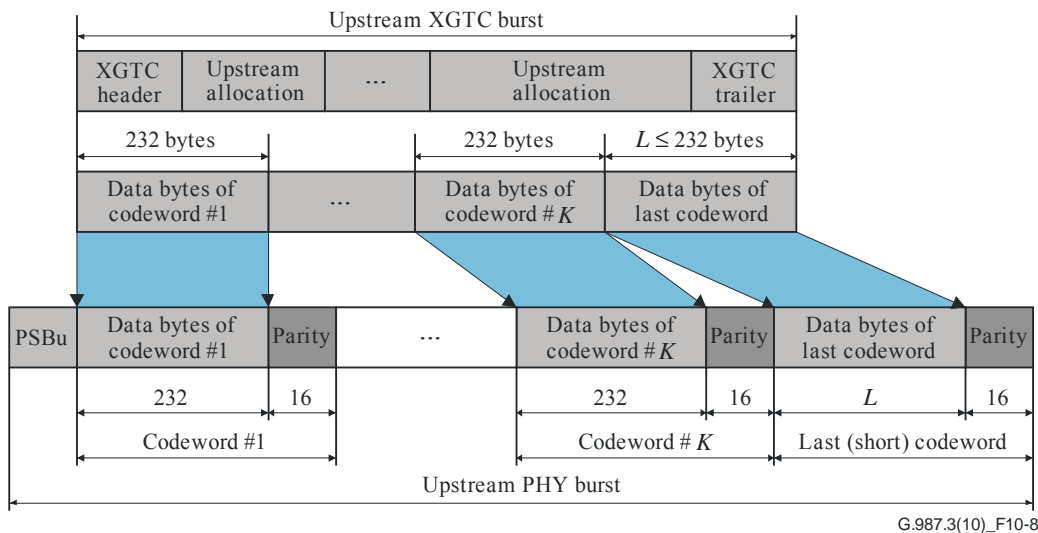 Upstream XGTC burst
XGTC header
Upstream allocation
...
Upstream allocation
XGTC trailer
232 bytes
232 bytes
L ≤ 232 bytes
Data bytes of codeword #1
...
Data bytes of codeword # K
Data bytes of last codeword
PSBu
Data bytes of codeword #1
Parity
...
Data bytes of codeword # K
Parity
Data bytes of last codeword
Parity
232
16
232
16
L
16
Codeword #1
Codeword # K
Last (short) codeword
Upstream PHY burst
G.987.3(10)_F10-8